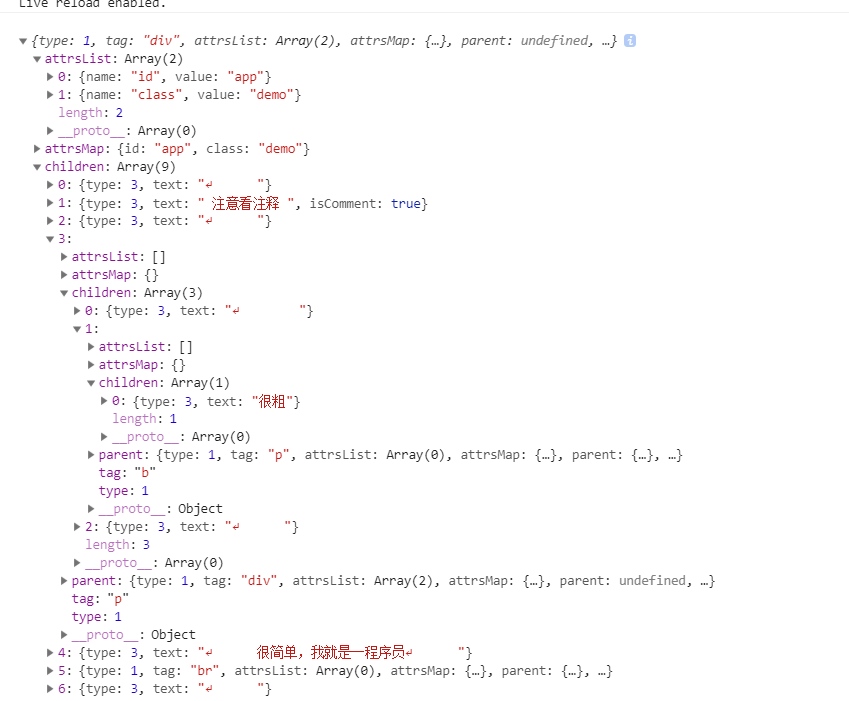 Live reload enabled.
▼{type: 1, tag: "div", attrsList: Array(2), attrsMap: {…}, parent: undefined, …} i
▼attrsList: Array(2)
▶0: {name: "id", value: "app"}
▶1: {name: "class", value: "demo"}
length: 2
▶__proto__: Array(0)
▶attrsMap: {id: "app", class: "demo"}
▼children: Array(9)
▶0: {type: 3, text: "↵      "}
▶1: {type: 3, text: " 注意看注释 ", isComment: true}
▶2: {type: 3, text: "↵      "}
▼3:
▶attrsList: []
▶attrsMap: {}
▼children: Array(3)
▶0: {type: 3, text: "↵        "}
▼1:
▶attrsList: []
▶attrsMap: {}
▼children: Array(1)
▶0: {type: 3, text: "很粗"}
length: 1
▶__proto__: Array(0)
▶parent: {type: 1, tag: "p", attrsList: Array(0), attrsMap: {…}, parent: {…}, …}
tag: "b"
type: 1
▶__proto__: Object
▶2: {type: 3, text: "↵      "}
length: 3
▶__proto__: Array(0)
▶parent: {type: 1, tag: "div", attrsList: Array(2), attrsMap: {…}, parent: undefined, …}
tag: "p"
type: 1
▶__proto__: Object
▶4: {type: 3, text: "↵      很简单，我就是一程序员↵      "}
▶5: {type: 1, tag: "br", attrsList: Array(0), attrsMap: {…}, parent: {…}, …}
▶6: {type: 3, text: "↵      "}